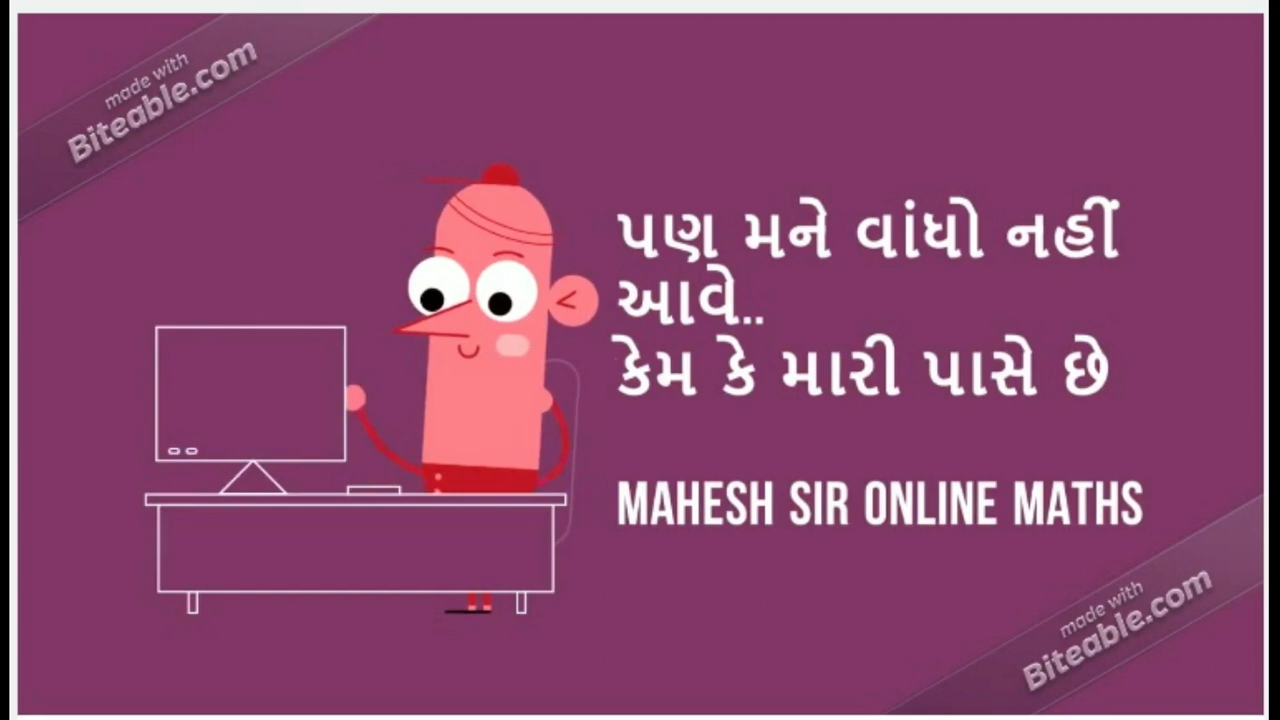 made with
Biteable.com
પણ મને વાંધો નહીં
આવે..
કેમ કે મારી પાસે છે
MAHESH SIR ONLINE MATHS
made with
Biteable.com